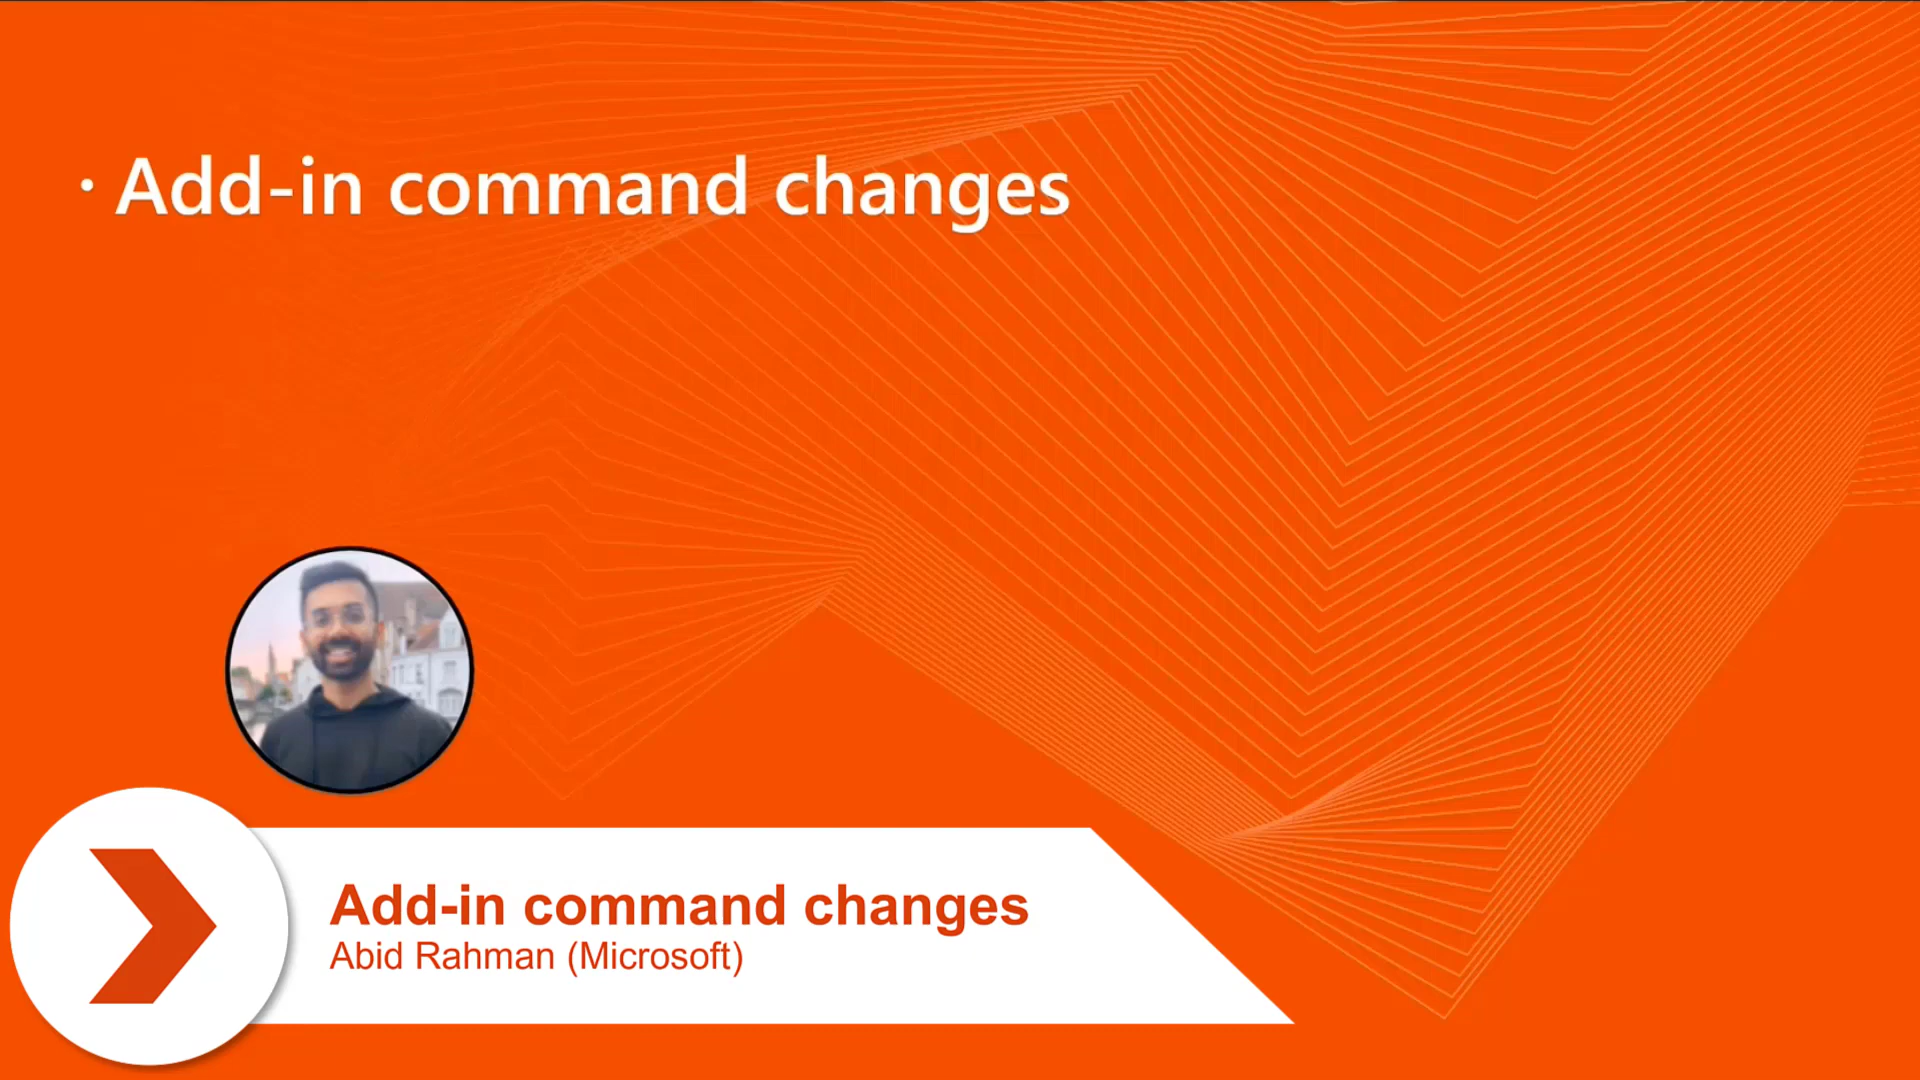 · Add-in command changes
Add-in command changes
Abid Rahman (Microsoft)